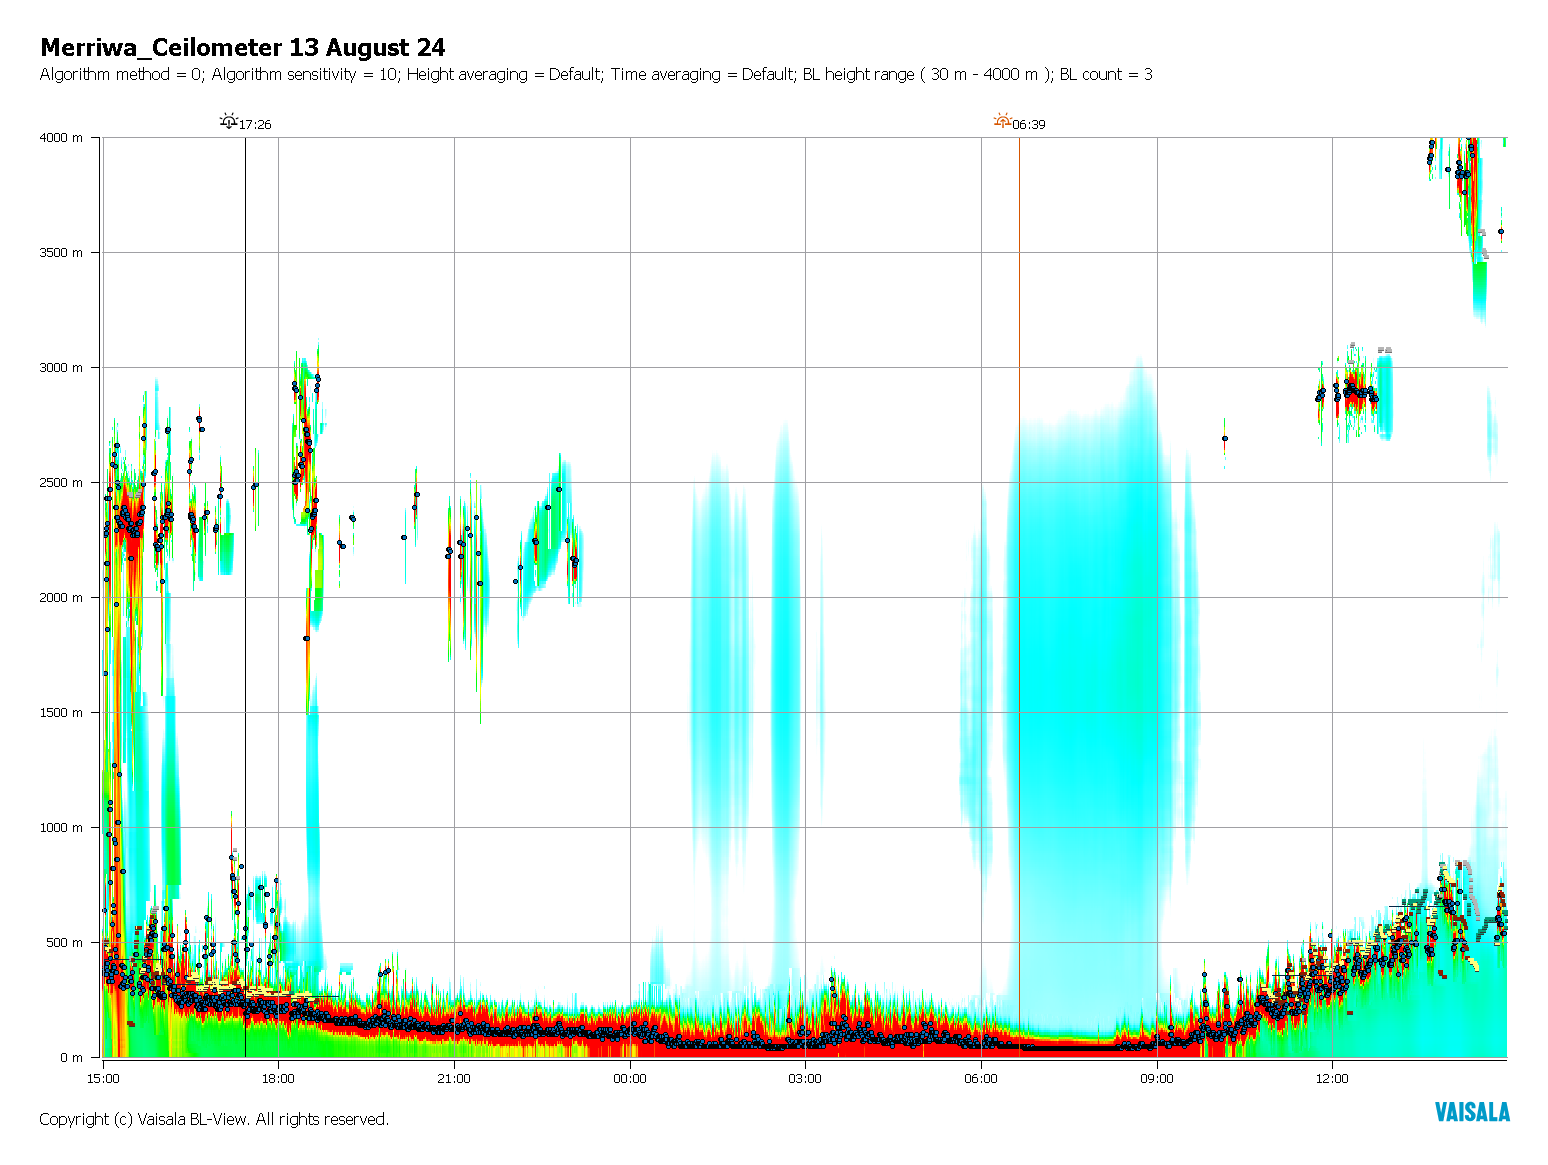 Merriwa_Ceilometer 13 August 24
Algorithm method = 0; Algorithm sensitivity = 10; Height averaging = Default; Time averaging = Default; BL height range ( 30 m - 4000 m ); BL count = 3
17:26
06:39
4000 m
3500 m
3000 m
2500 m
2000 m
1500 m
1000 m
500 m
0 m
15:00
18:00
21:00
00:00
03:00
06:00
09:00
12:00
Copyright (c) Vaisala BL-View. All rights reserved.
VAISALA